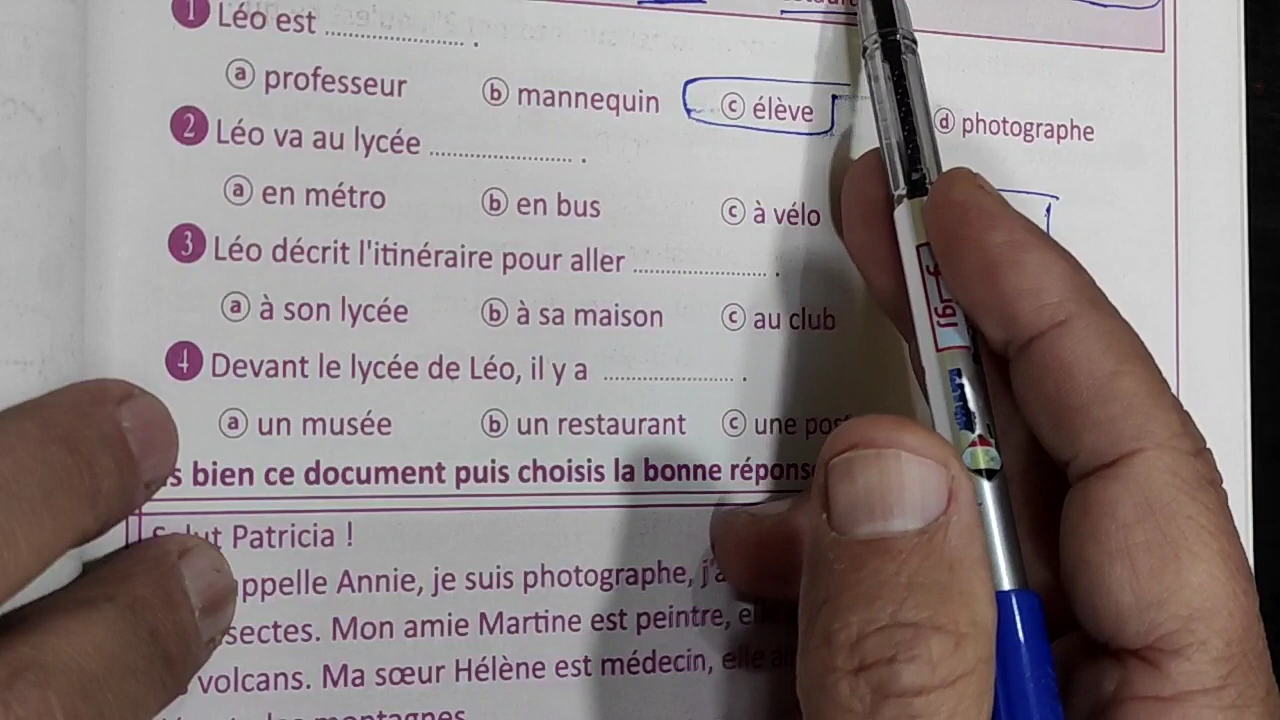 1 Léo est .................... .
a professeur b mannequin c élève d photographe
2 Léo va au lycée .................... .
a en métro b en bus c à vélo
3 Léo décrit l'itinéraire pour aller .................... .
a à son lycée b à sa maison c au club
4 Devant le lycée de Léo, il y a .................... .
a un musée b un restaurant c une
bien ce document puis choisis la bonne
Patricia !
Annie, je suis photographe,
Mon amie Martine est peintre,
volcans. Ma sœur Hélène est médecin, elle
montagnes